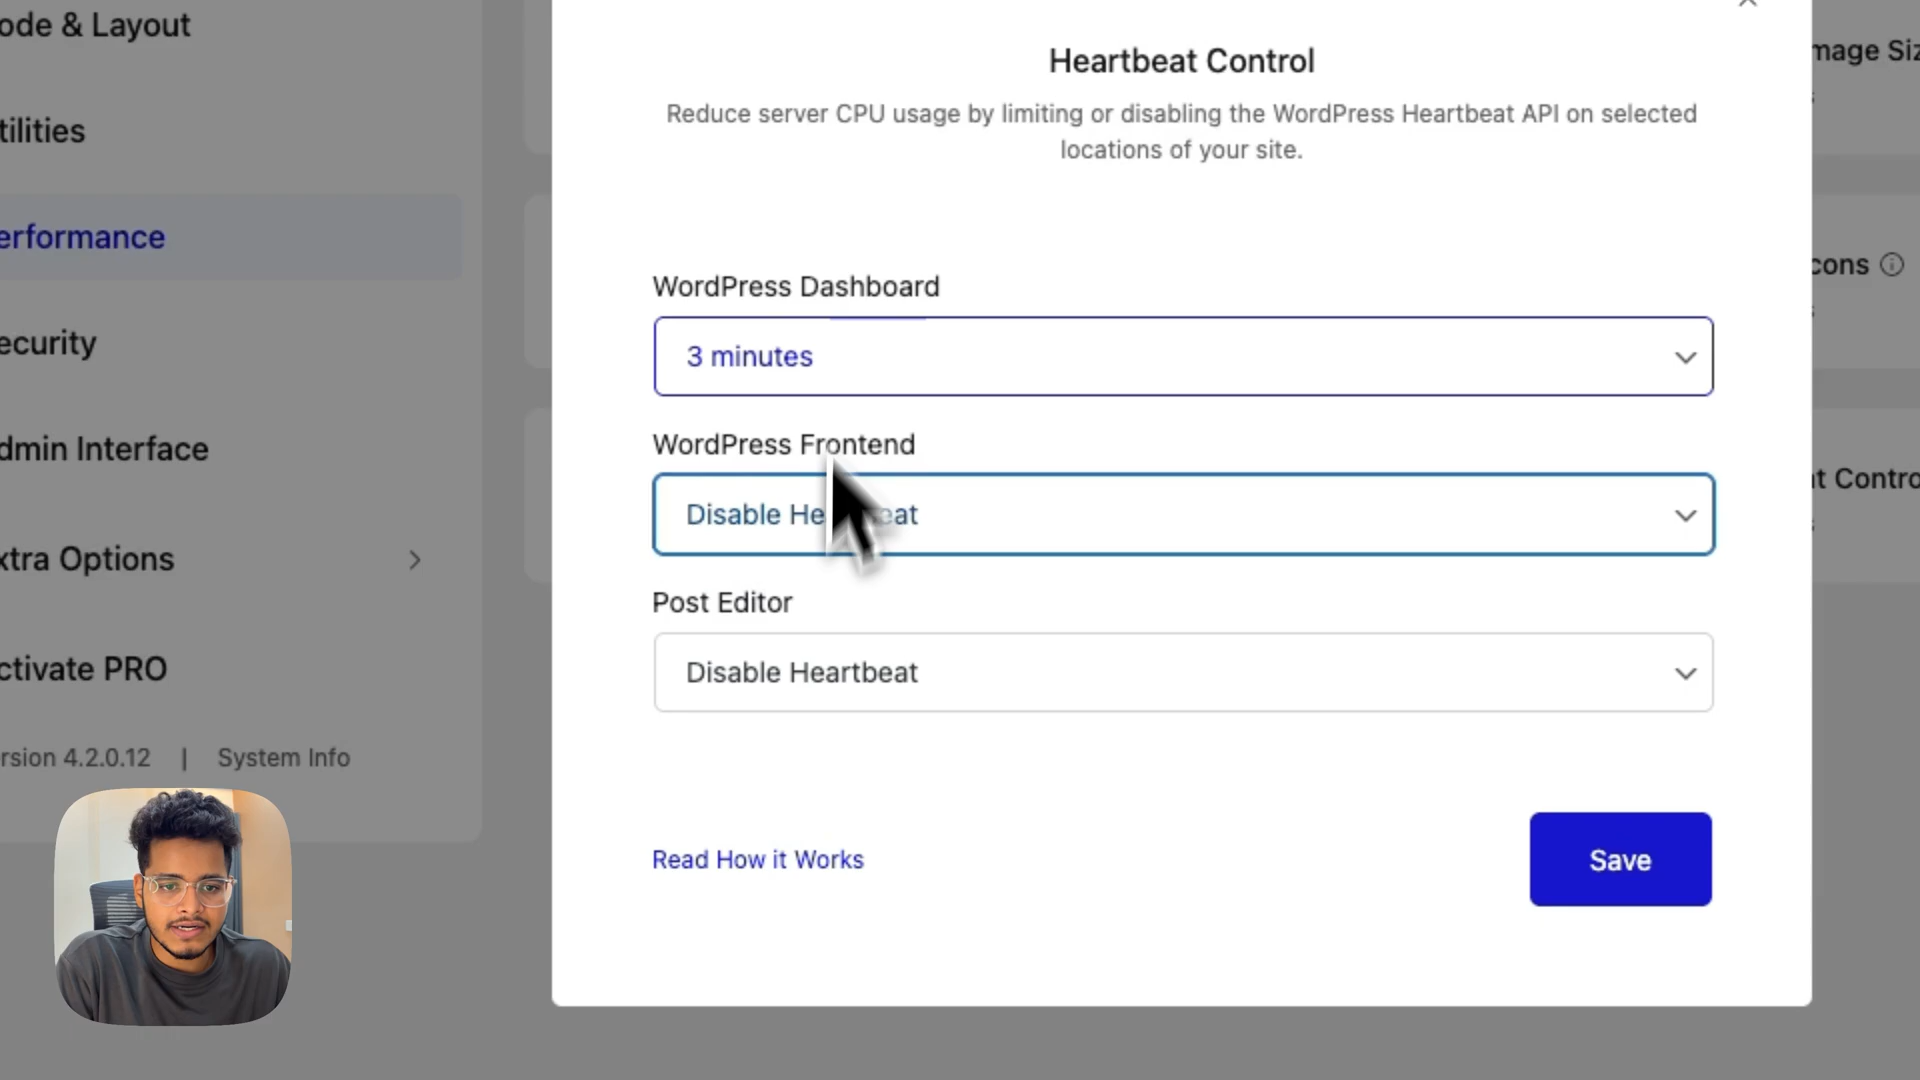 ode & Layout
tilities
erformance
ecurity
dmin Interface
xtra Options
ctivate PRO
rsion 4.2.0.12 | System Info
Heartbeat Control
Reduce server CPU usage by limiting or disabling the WordPress Heartbeat API on selected
locations of your site.
WordPress Dashboard
3 minutes
WordPress Frontend
Disable He eat
Post Editor
Disable Heartbeat
Read How it Works
Save
mage Siz
cons
t Contro